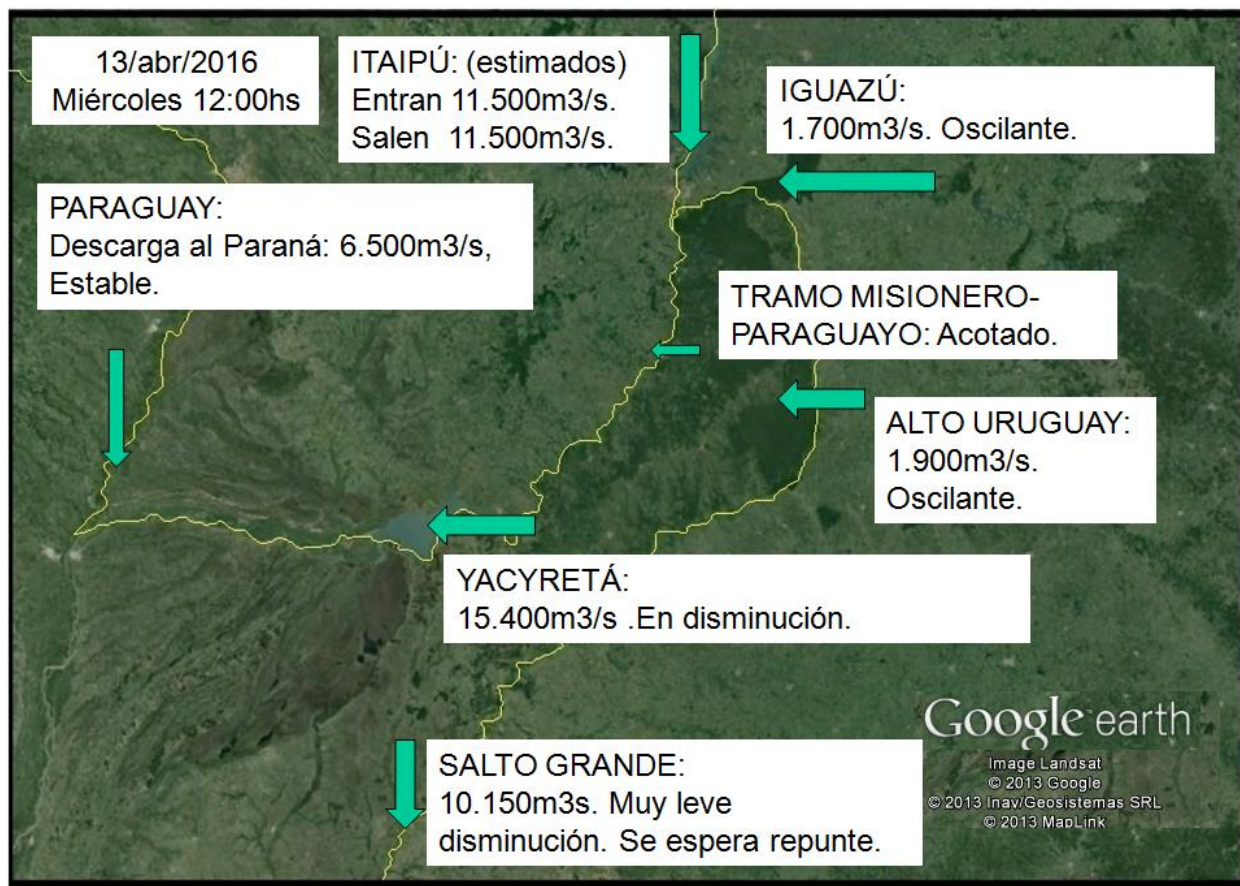 13/abr/2016
Miércoles 12:00hs
ITAIPÚ: (estimados)
Entran 11.500m3/s.
Salen 11.500m3/s.
IGUAZÚ:
1.700m3/s. Oscilante.
PARAGUAY:
Descarga al Paraná: 6.500m3/s,
Estable.
TRAMO MISIONERO-
PARAGUAYO: Acotado.
ALTO URUGUAY:
1.900m3/s.
Oscilante.
YACYRETÁ:
15.400m3/s .En disminución.
SALTO GRANDE:
10.150m3s. Muy leve
disminución. Se espera repunte.
Google earth
Image Landsat
© 2013 Google
© 2013 Inav/Geosistemas SRL
© 2013 MapLink